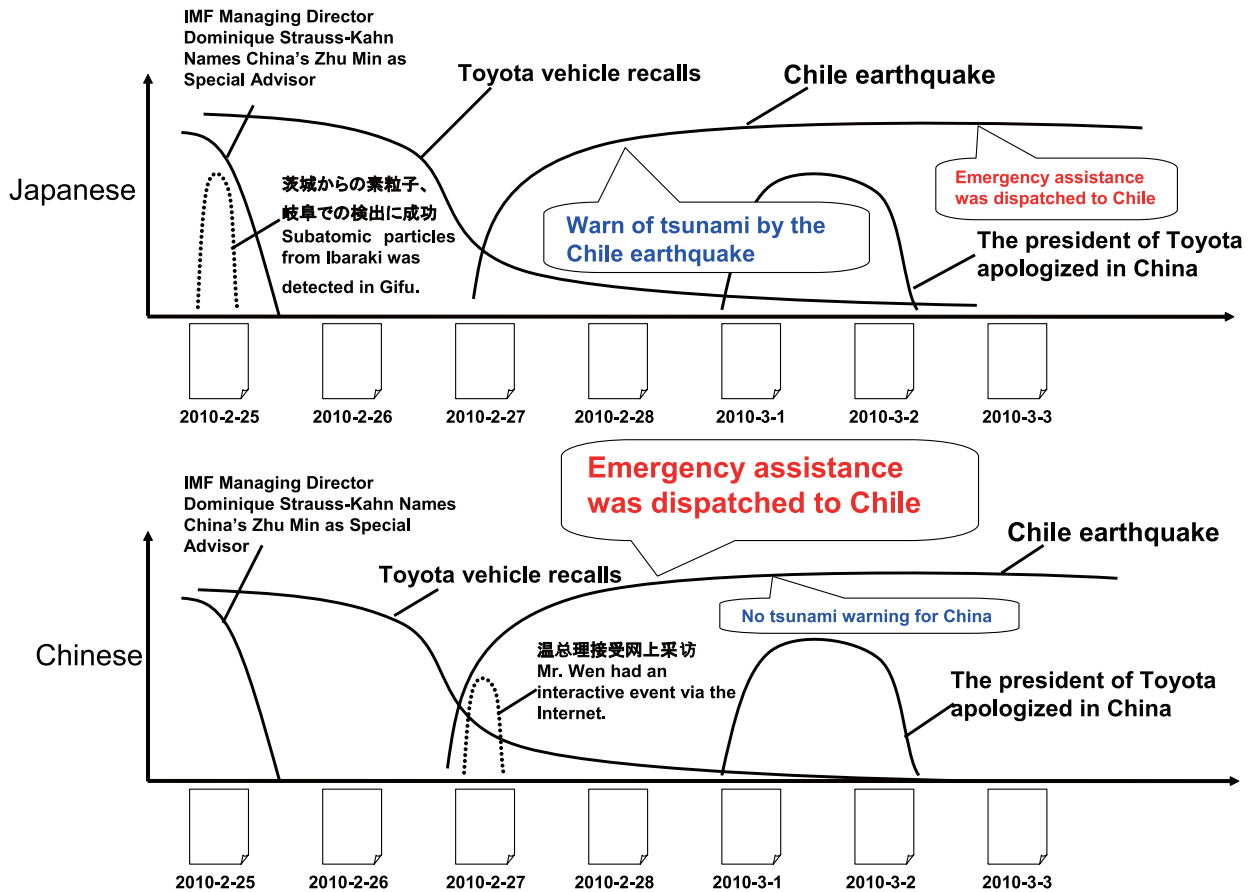 IMF Managing Director
Dominique Strauss-Kahn
Names China's Zhu Min as
Special Advisor
Toyota vehicle recalls
Chile earthquake
Japanese
茨城からの素粒子、
岐阜での検出に成功
Subatomic particles
from Ibaraki was
detected in Gifu.
Warn of tsunami by the
Chile earthquake
Emergency assistance
was dispatched to Chile
The president of Toyota
apologized in China
2010-2-25
2010-2-26
2010-2-27
2010-2-28
2010-3-1
2010-3-2
2010-3-3
IMF Managing Director
Dominique Strauss-Kahn Names
China's Zhu Min as Special
Advisor
Emergency assistance
was dispatched to Chile
Toyota vehicle recalls
Chile earthquake
No tsunami warning for China
Chinese
温总理接受网上采访
Mr. Wen had an
interactive event via the
Internet.
The president of Toyota
apologized in China
2010-2-25
2010-2-26
2010-2-27
2010-2-28
2010-3-1
2010-3-2
2010-3-3